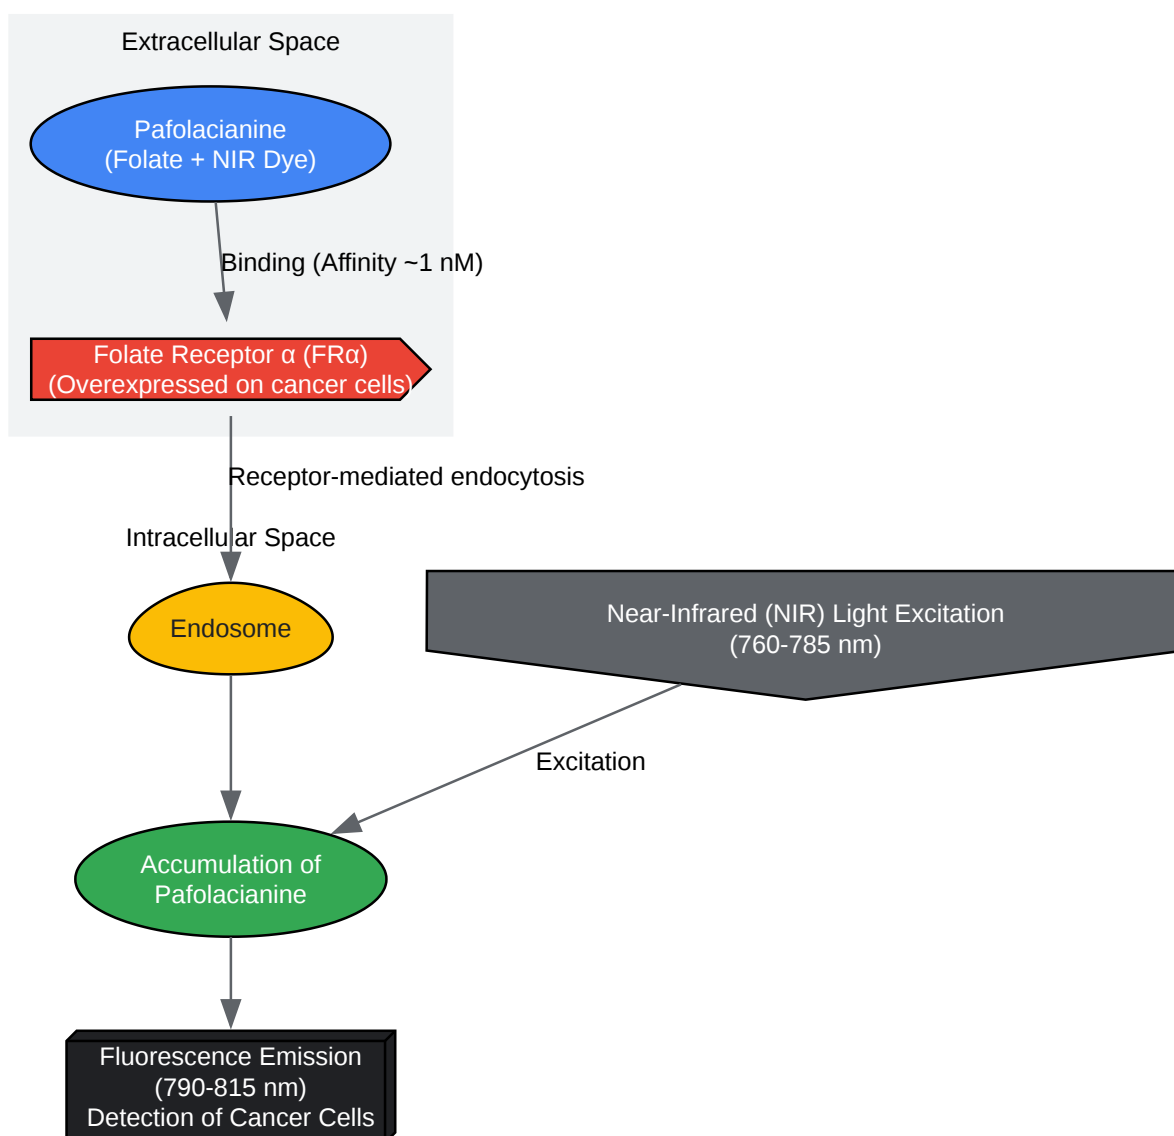 Extracellular Space
Pafolacianine
(Folate + NIR Dye)
Binding (Affinity ~1 nM)
Folate Receptor α (FRα)
(Overexpressed on cancer cells)
Receptor-mediated endocytosis
Intracellular Space
Endosome
Near-Infrared (NIR) Light Excitation
(760-785 nm)
Excitation
Accumulation of
Pafolacianine
Fluorescence Emission
(790-815 nm)
Detection of Cancer Cells